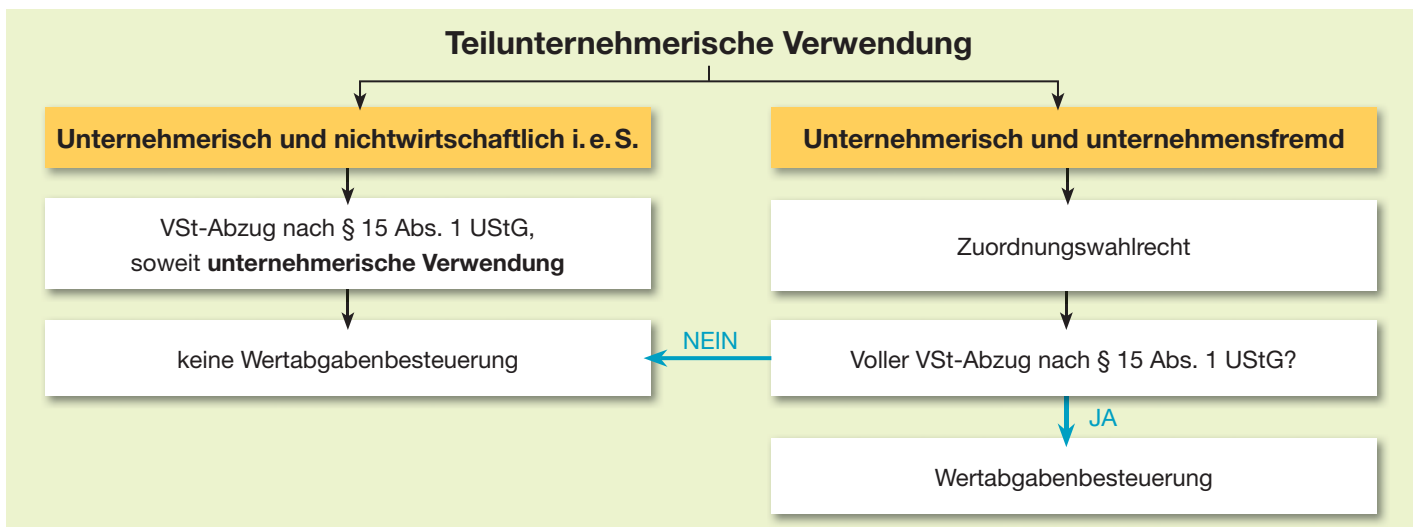 Teilunternehmerische Verwendung
Unternehmerisch und nichtwirtschaftlich i. e. S.
Unternehmerisch und unternehmensfremd
VSt-Abzug nach § 15 Abs. 1 UStG,
soweit unternehmerische Verwendung
Zuordnungswahlrecht
keine Wertabgabenbesteuerung
NEIN
Voller VSt-Abzug nach § 15 Abs. 1 UStG?
JA
Wertabgabenbesteuerung